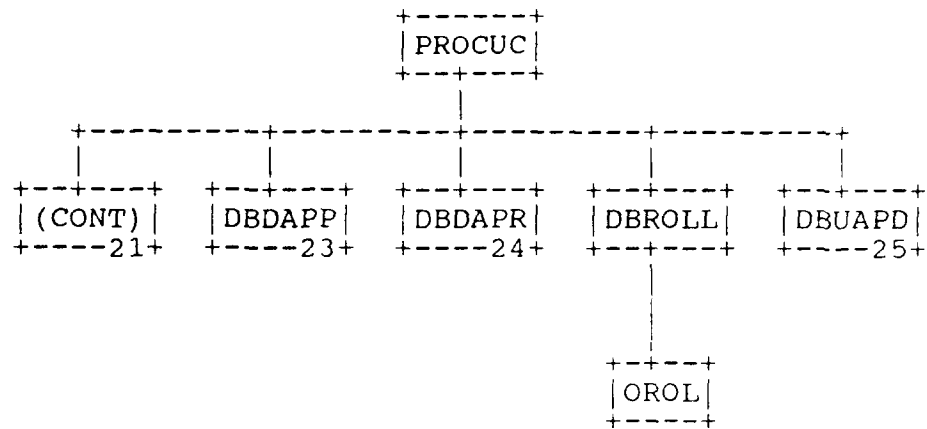 PROCUC
(CONT) DBDAPP DBDAPR DBROLL DBUAPD
21 23 24 25
OROL